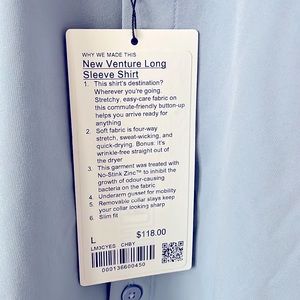 WHY WE MADE THIS
New Venture Long
Sleeve Shirt
1. This shirt's destination?
Wherever you're going.
Stretchy, easy-care fabric on
this commute-friendly button-up
helps you arrive ready for
anything
2. Soft fabric is four-way
stretch, sweat-wicking, and
quick-drying. Bonus: it's
wrinkle-free straight out of
the dryer
3. This garment was treated with
No-Stink Zinc™ to inhibit the
growth of odour-causing
bacteria on the fabric
4. Underarm gusset for mobility
5. Removable collar stays keep
your collar looking sharp
6. Slim fit
L $118.00
LM3CYES CHBY
000013660​0450